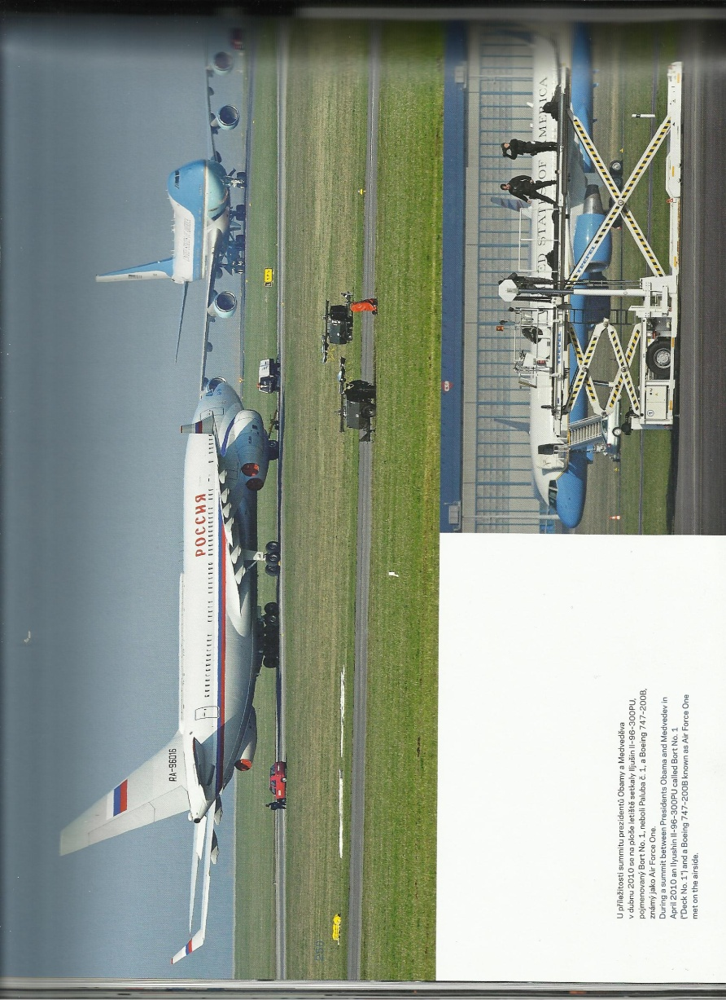 РОССИЯ
RA-96016
ED STATES OF AMERICA
U příležitosti summitu prezidentů Obamy a Medveděva
v dubnu 2010 se na ploše letiště setkaly Iljušin Il-96-300PU,
pojmenovaný Bort No. 1, neboli Paluba č. 1, a Boeing 747-200B,
známý jako Air Force One.
During a summit between Presidents Obama and Medvedev in
April 2010 an Ilyushin Il-96-300PU called Bort No. 1
("Deck No. 1") and a Boeing 747-200B known as Air Force One
met on the airside.